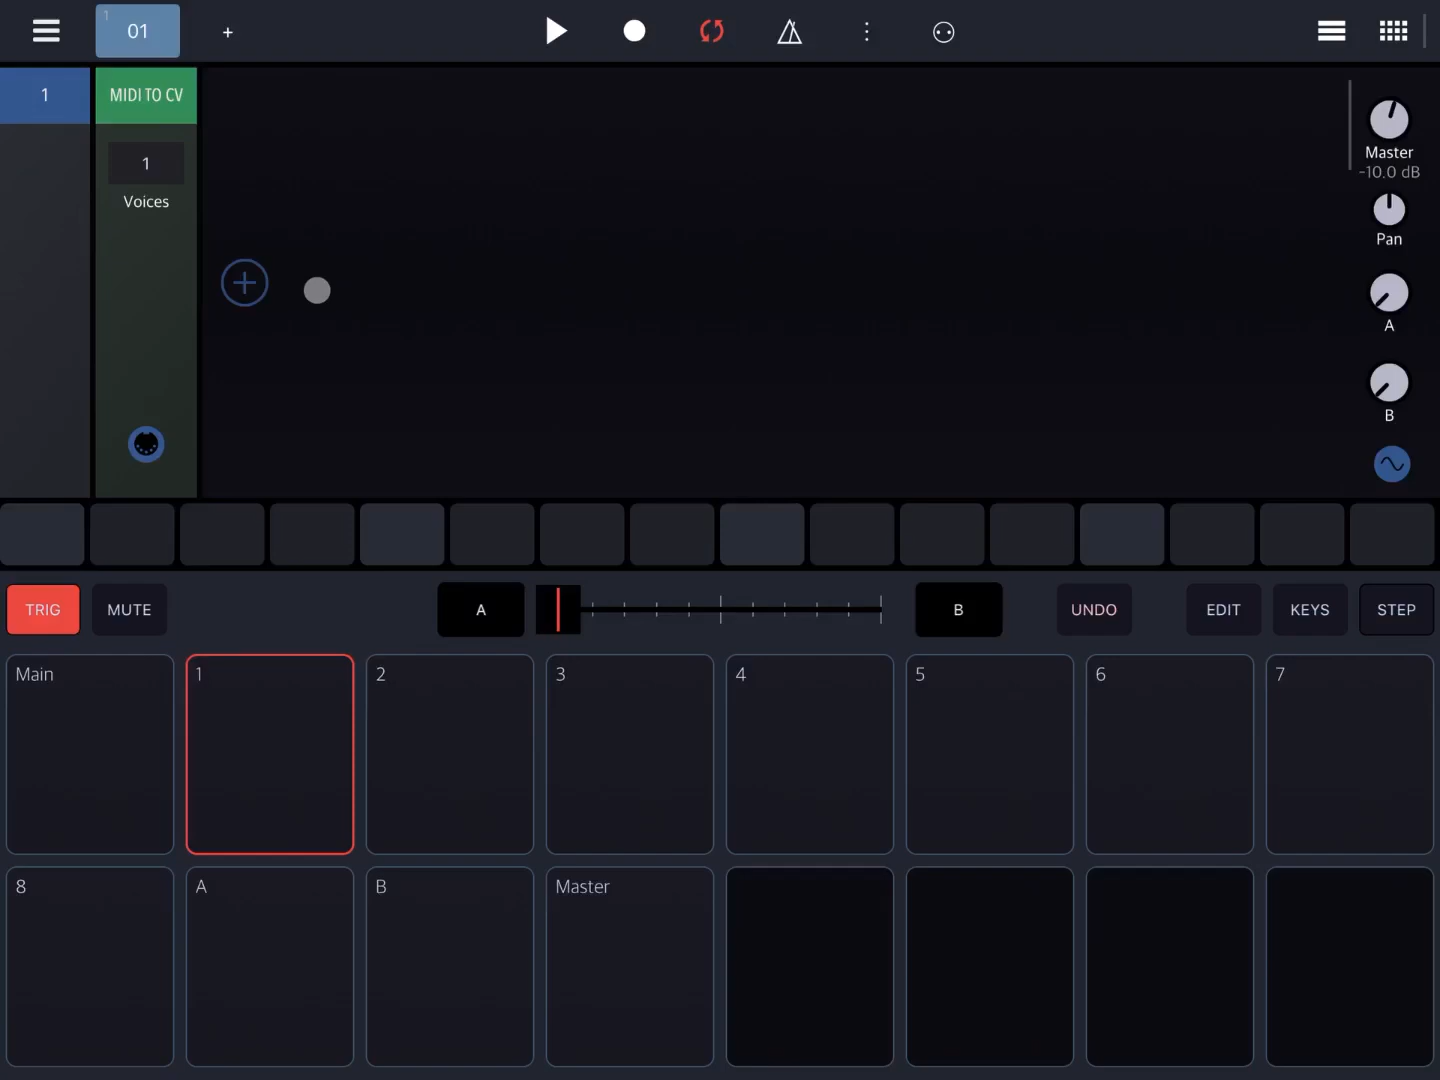 1
01
+
1
MIDI TO CV
1
Voices
Master
-10.0 dB
Pan
A
B
TRIG
MUTE
A
B
UNDO
EDIT
KEYS
STEP
Main
1
2
3
4
5
6
7
8
A
B
Master